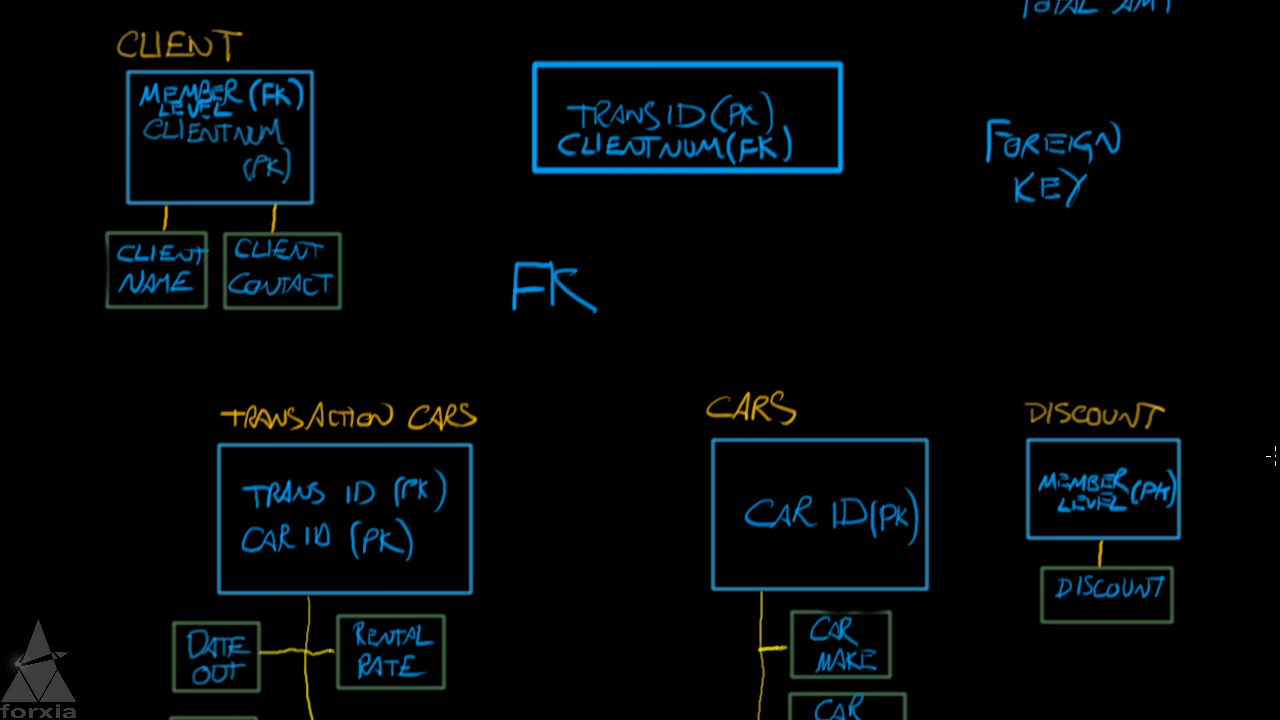 TOTAL AMT
CLIENT
MEMBER (FK)
LEVEL
CLIENTNUM
(PK)
CLIENT
NAME
CLIENT
CONTACT
TRANS ID (PK)
CLIENTNUM (FK)
FOREIGN
KEY
FK
TRANSACTION CARS
TRANS ID (PK)
CAR ID (PK)
DATE
OUT
RENTAL
RATE
CARS
CAR ID (PK)
CAR
MAKE
CAR
DISCOUNT
MEMBER (PK)
LEVEL
DISCOUNT
forxia